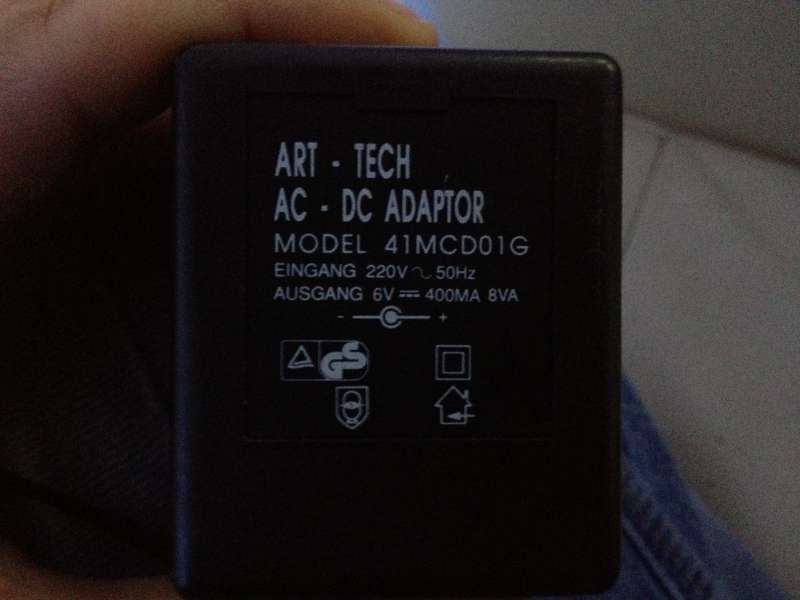 ART - TECH
AC - DC ADAPTOR
MODEL 41MCD01G
EINGANG 220V ~ 50Hz
AUSGANG 6V ⎓ 400MA 8VA
- +
GS